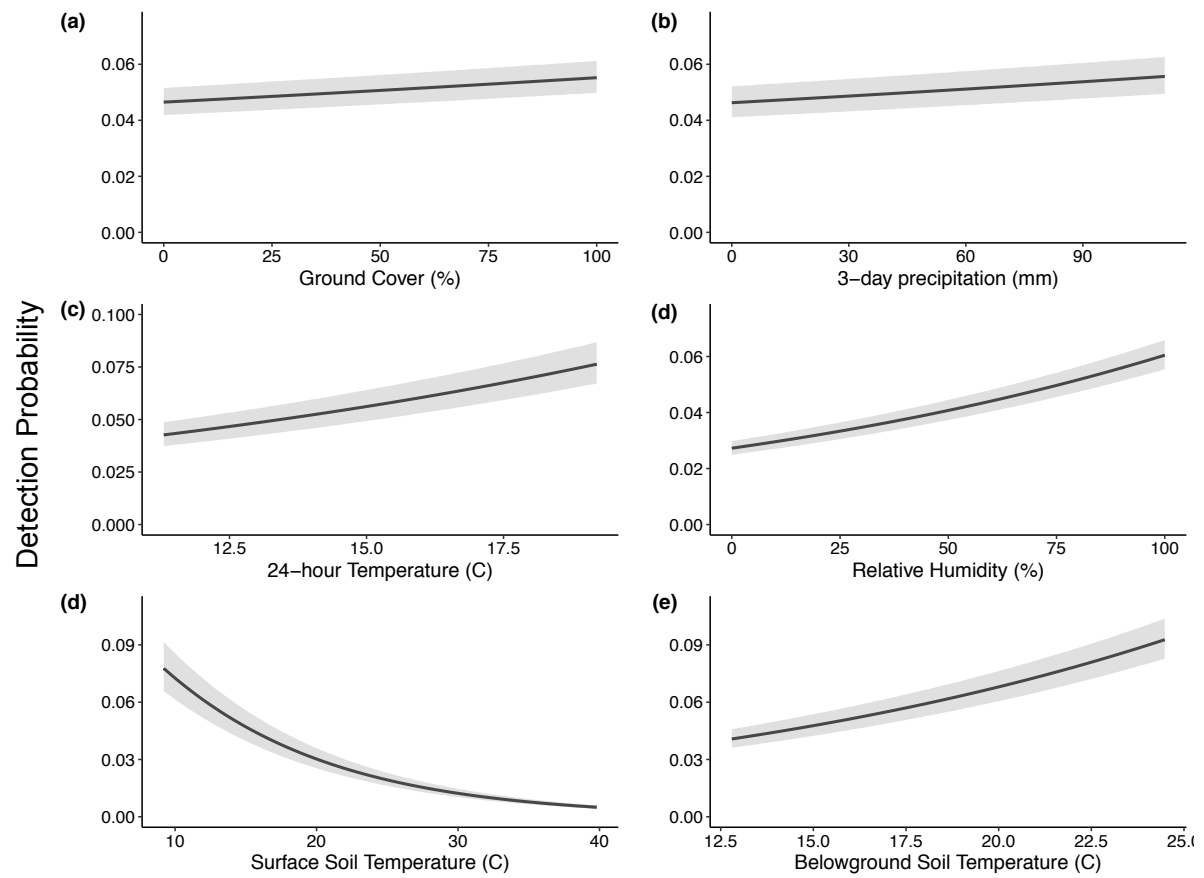 Detection Probability
(a)
0.06
0.04
0.02
0.00
0 25 50 75 100
Ground Cover (%)
(b)
0.06
0.04
0.02
0.00
0 30 60 90
3−day precipitation (mm)
(c)
0.100
0.075
0.050
0.025
0.000
12.5 15.0 17.5
24−hour Temperature (C)
(d)
0.06
0.04
0.02
0.00
0 25 50 75 100
Relative Humidity (%)
(d)
0.09
0.06
0.03
0.00
10 20 30 40
Surface Soil Temperature (C)
(e)
0.09
0.06
0.03
0.00
12.5 15.0 17.5 20.0 22.5 25.0
Belowground Soil Temperature (C)